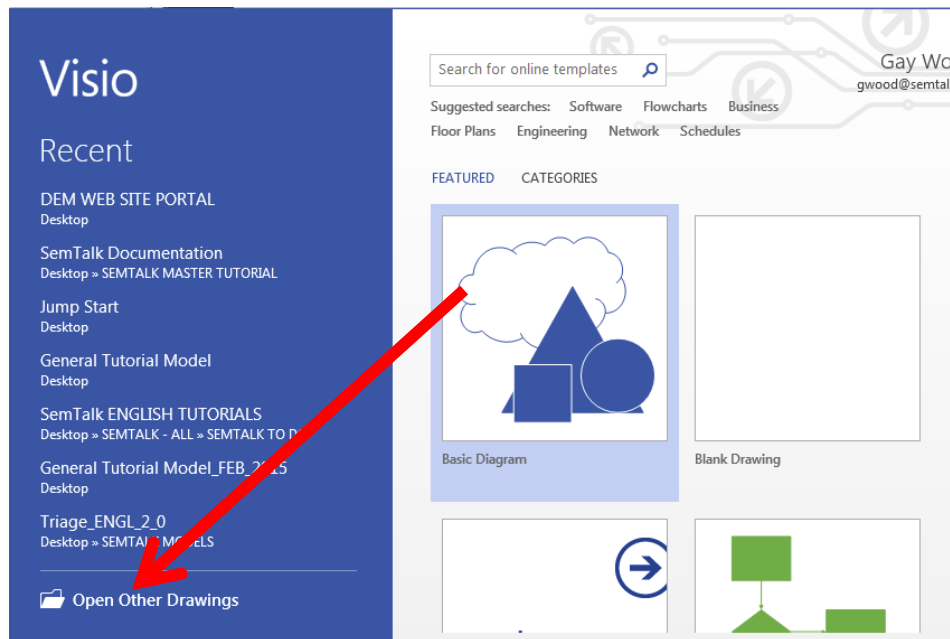 Visio
Recent
DEM WEB SITE PORTAL
Desktop
SemTalk Documentation
Desktop » SEMTALK MASTER TUTORIAL
Jump Start
Desktop
General Tutorial Model
Desktop
SemTalk ENGLISH TUTORIALS
Desktop » SEMTALK - ALL » SEMTALK TO
General Tutorial Model_FEB_2015
Desktop
Triage_ENGL_2_0
Desktop » SEMTALK MODELS
Open Other Drawings
Search for online templates
Gay
Suggested searches: Software Flowcharts Business
Floor Plans Engineering Network Schedules
FEATURED CATEGORIES
Basic Diagram
Blank Drawing